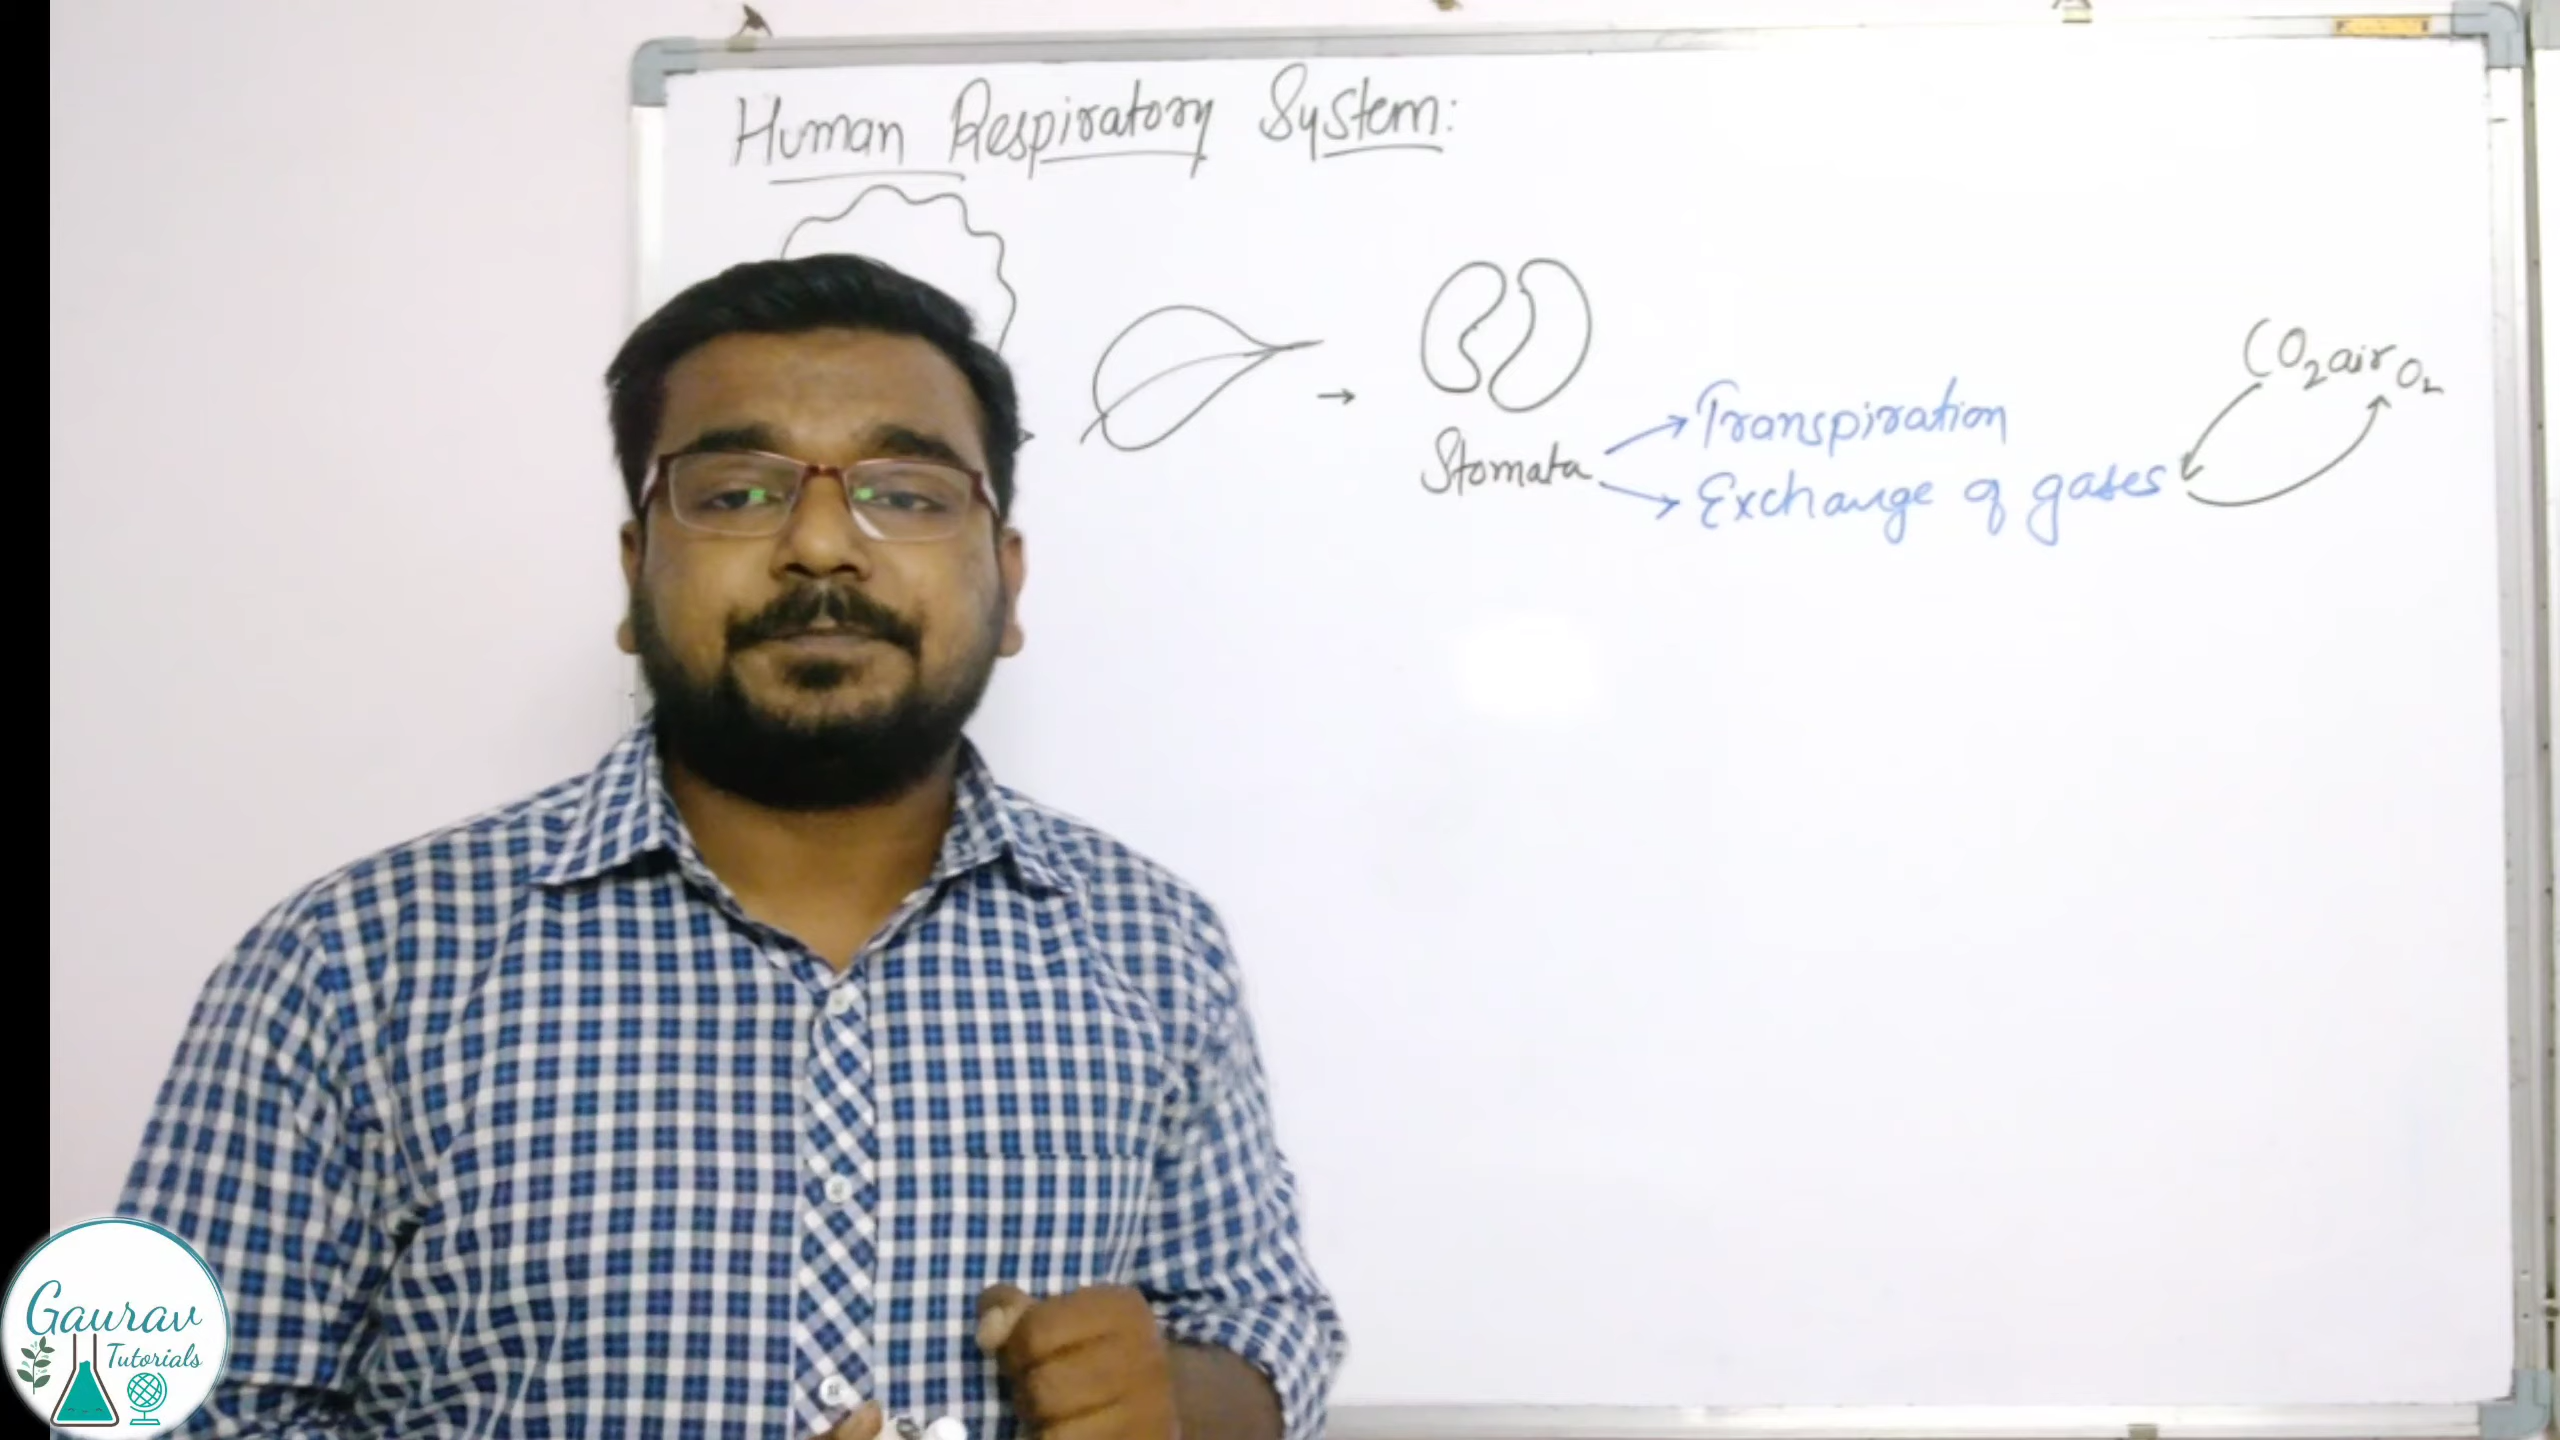 Human Respiratory System:
CO2 air O2
Transpiration
Stomata
Exchange of gases
Gaurav
Tutorials